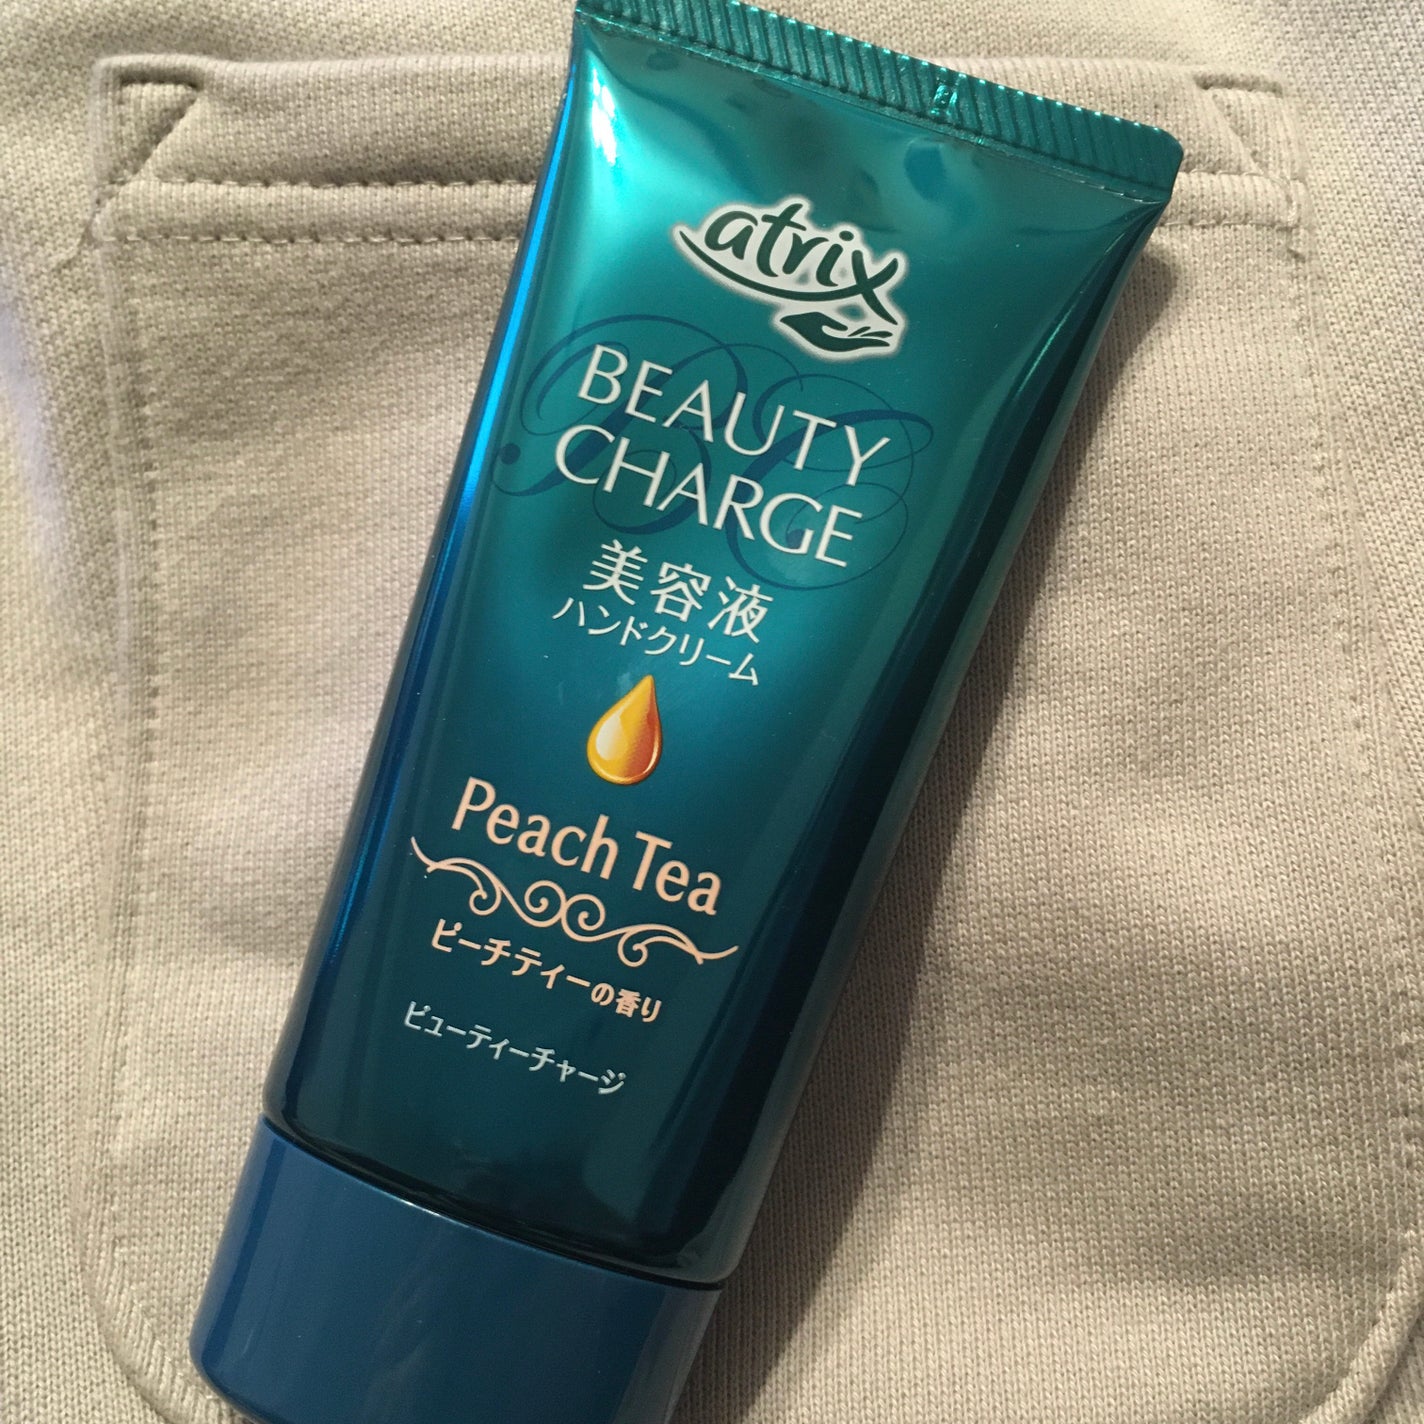 atrix
BEAUTY
CHARGE
美容液
ハンドクリーム
Peach Tea
ピーチティーの香り
ビューティーチャージ